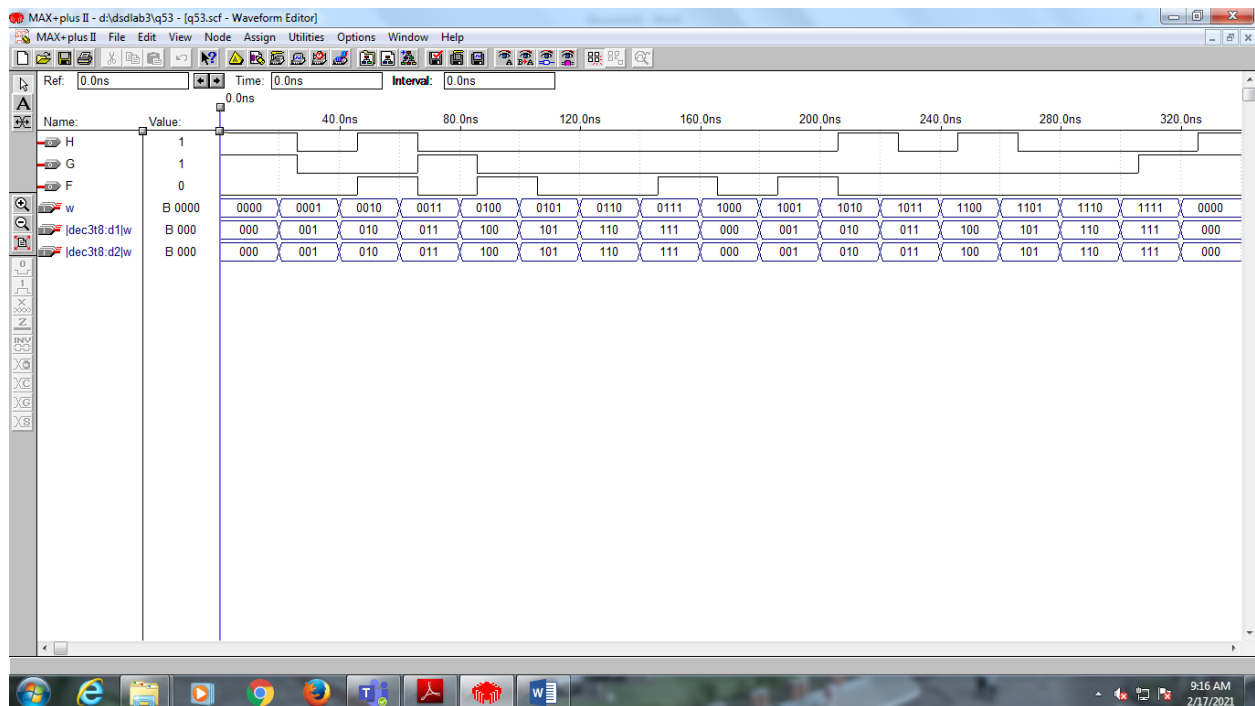 MAX+plus II - d:\dsdlab3\q53 - [q53.scf - Waveform Editor]
MAX+plus II File Edit View Node Assign Utilities Options Window Help
Ref: 0.0ns Time: 0.0ns Interval: 0.0ns
0.0ns
Name: Value: 40.0ns 80.0ns 120.0ns 160.0ns 200.0ns 240.0ns 280.0ns 320.0ns
H 1
G 1
F 0
w B 0000 0000 0001 0010 0011 0100 0101 0110 0111 1000 1001 1010 1011 1100 1101 1110 1111 0000
|dec3t8:d1|w B 000 000 001 010 011 100 101 110 111 000 001 010 011 100 101 110 111 000
|dec3t8:d2|w B 000 000 001 010 011 100 101 110 111 000 001 010 011 100 101 110 111 000
9:16 AM
2/17/2021